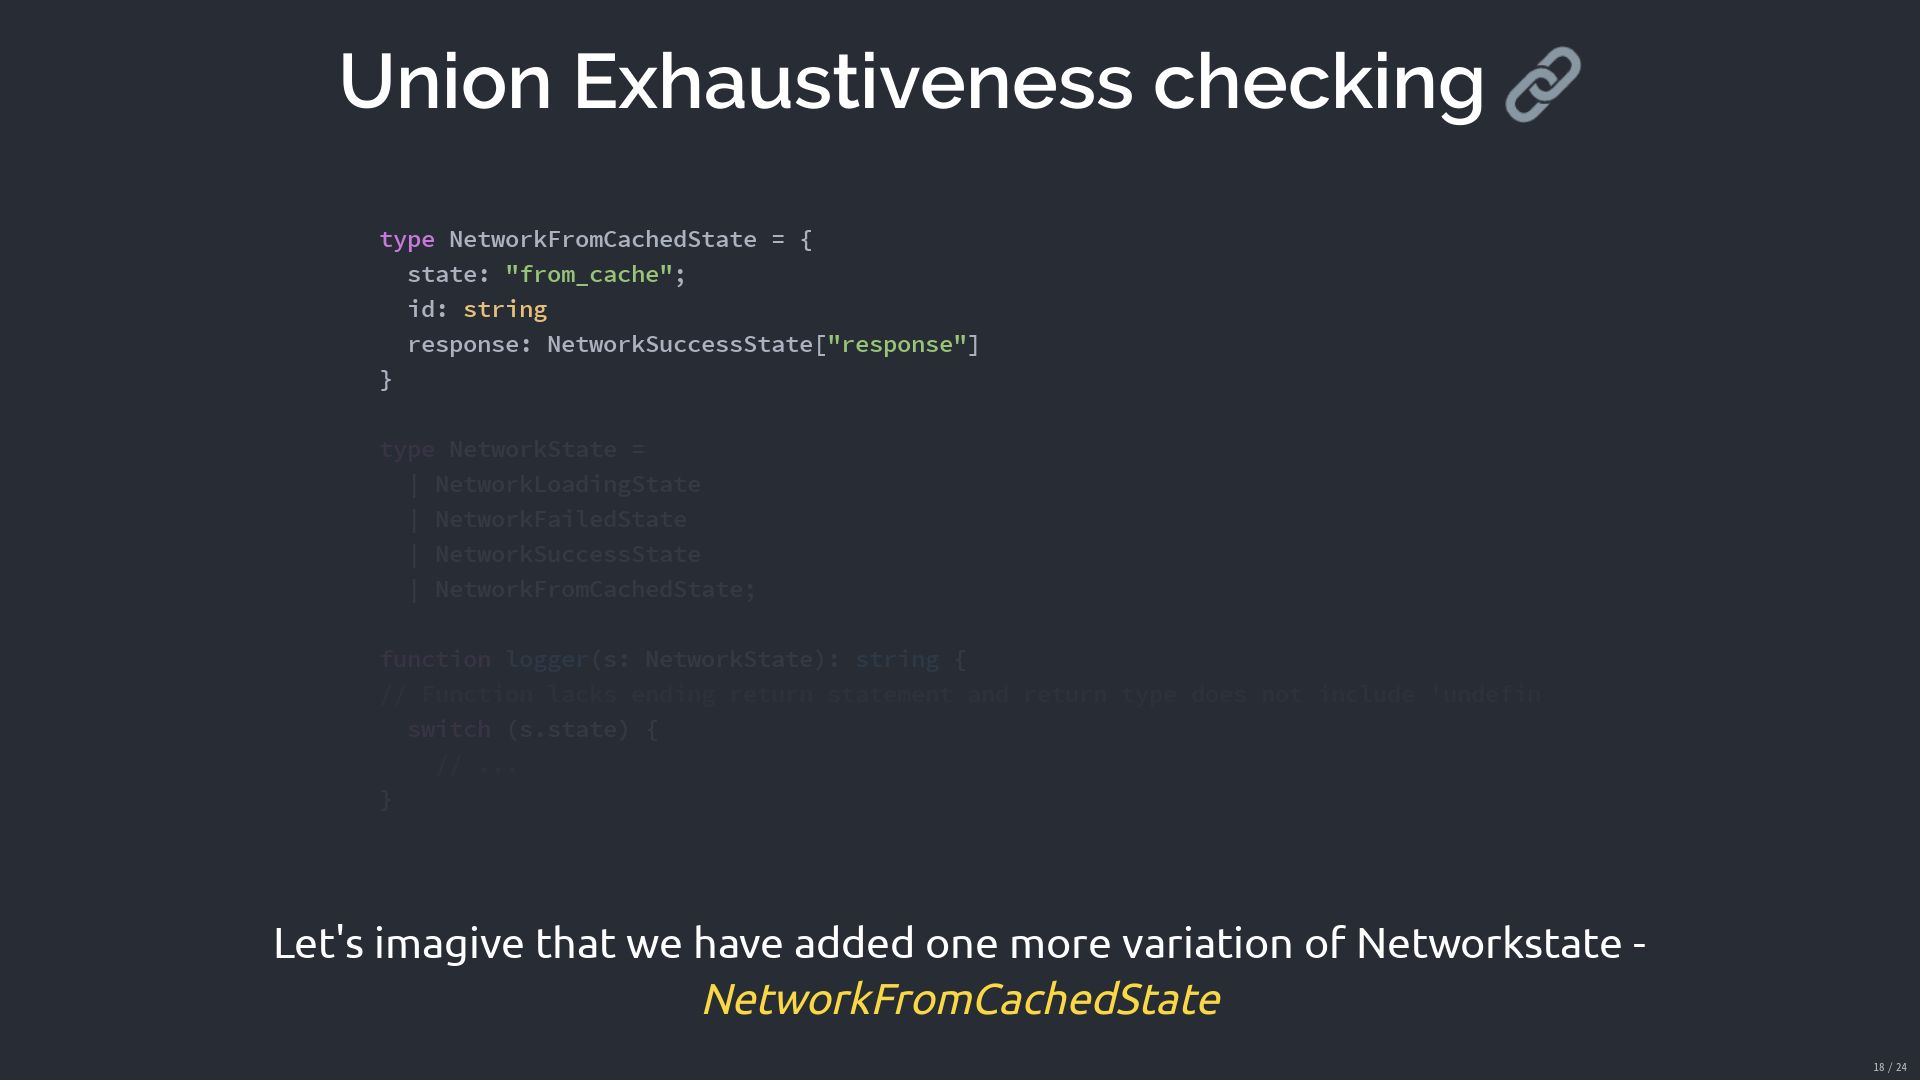 Union Exhaustiveness checking 🔗
type NetworkFromCachedState = {
  state: "from_cache";
  id: string
  response: NetworkSuccessState["response"]
}
type NetworkState =
  | NetworkLoadingState
  | NetworkFailedState
  | NetworkSuccessState
  | NetworkFromCachedState;
function logger(s: NetworkState): string {
// Function lacks ending return statement and return type does not include 'undefin
  switch (s.state) {
    // ...
}
Let's imagive that we have added one more variation of Networkstate -
NetworkFromCachedState
18 / 24